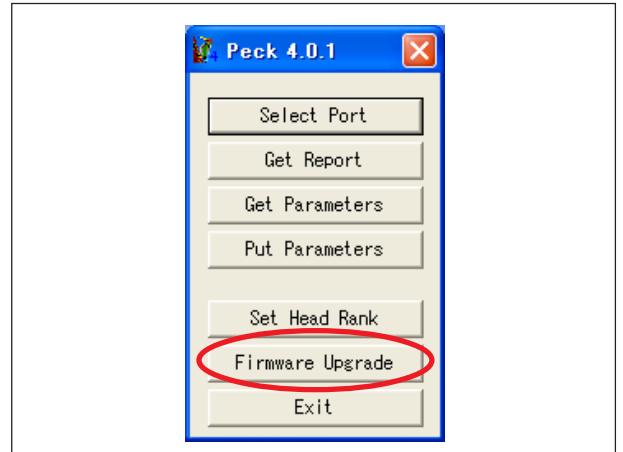 Peck 4.0.1
Select Port
Get Report
Get Parameters
Put Parameters
Set Head Rank
Firmware Upgrade
Exit